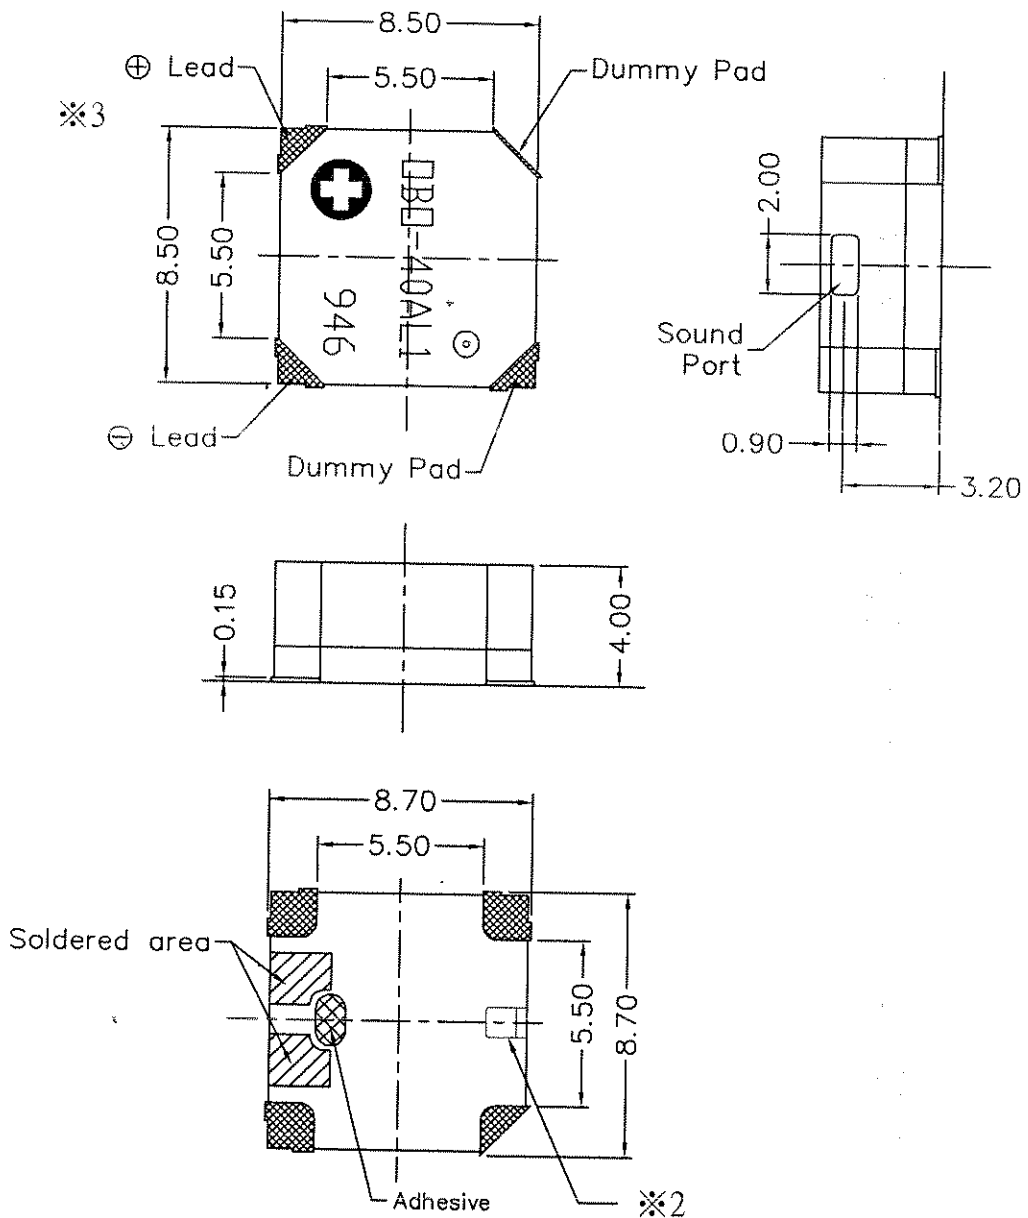 8.50
⊕ Lead
5.50
Dummy Pad
※3
8.50
5.50
946
⊖ Lead
Dummy Pad
2.00
Sound
Port
0.90
3.20
0.15
4.00
8.70
5.50
Soldered area
5.50
8.70
Adhesive
※2